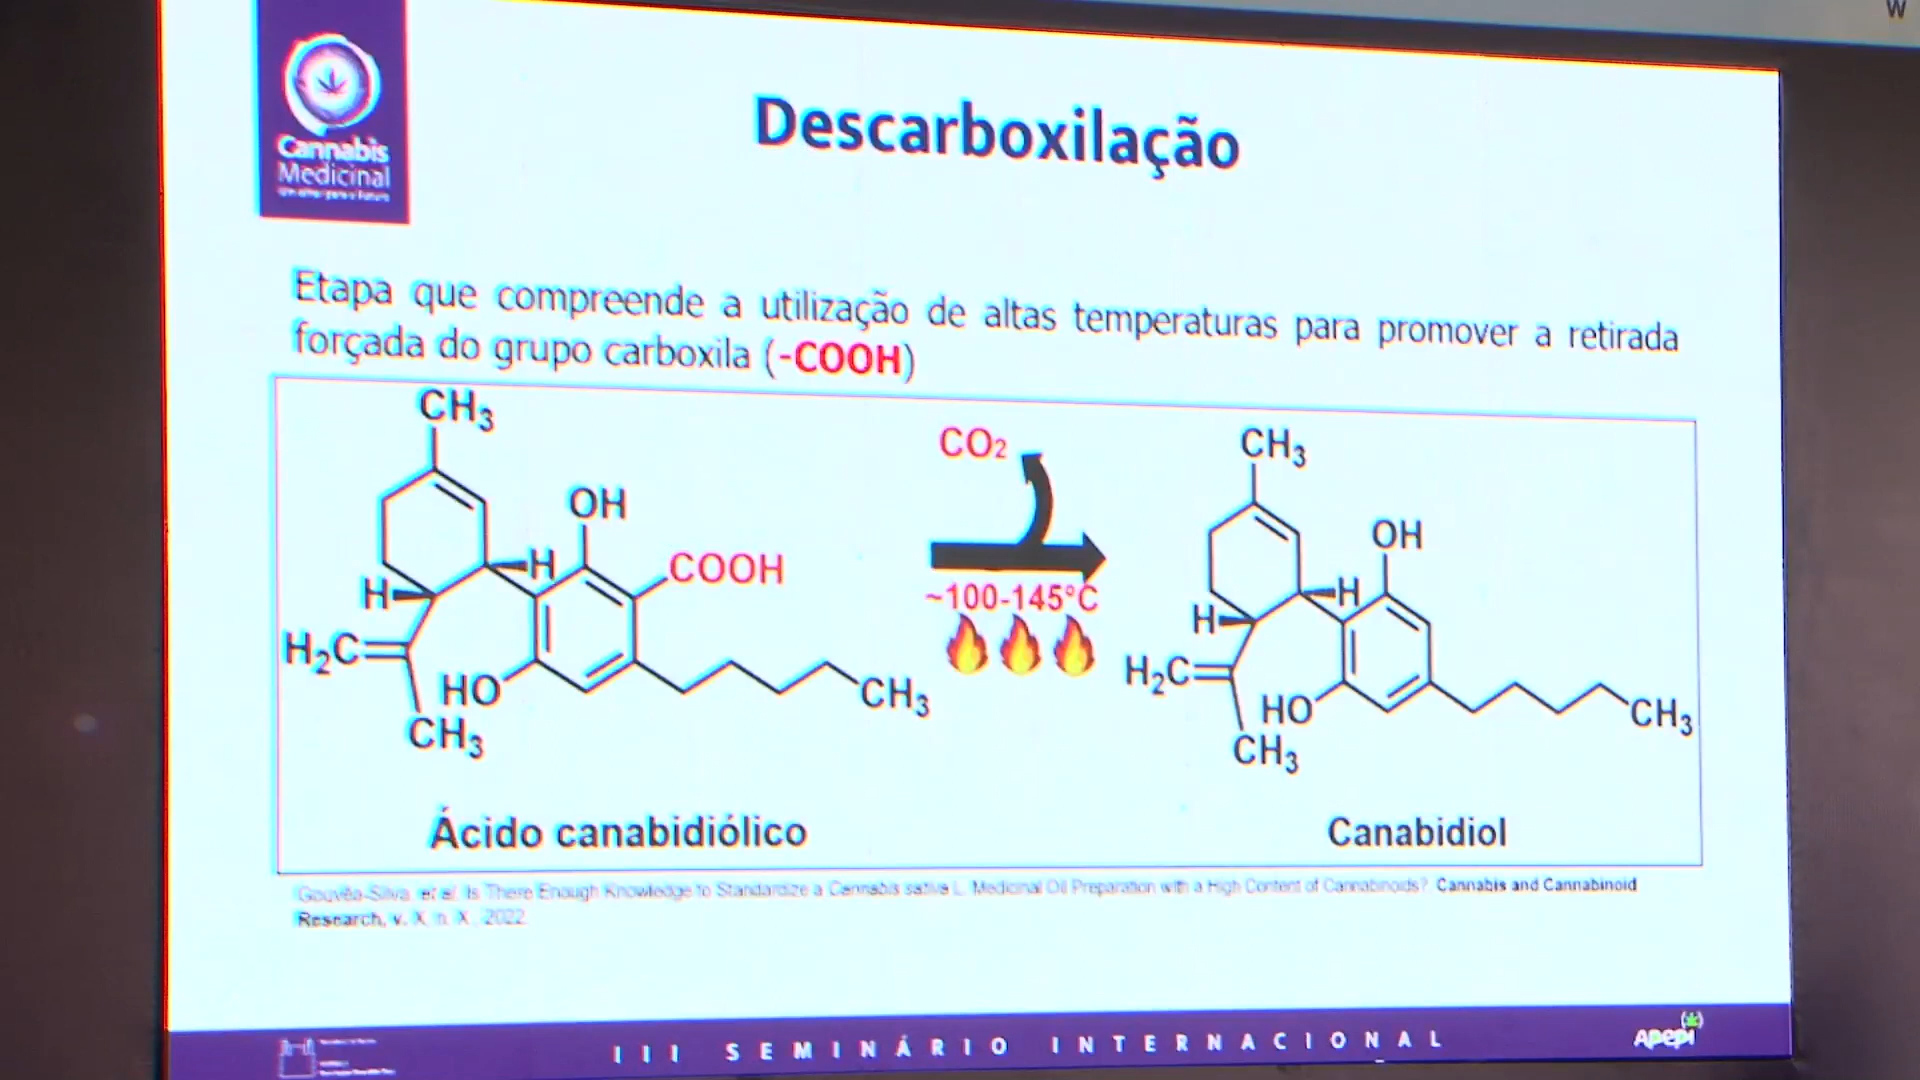 W
Cannabis
Medicinal
Descarboxilação
Etapa que compreende a utilização de altas temperaturas para promover a retirada
forçada do grupo carboxila (-COOH)
CH3
OH
H
COOH
H
H2C
HO
CH3
CH3
CO2
~100-145°C
CH3
OH
H
H
H2C
HO
CH3
CH3
Ácido canabidiólico
Canabidiol
Gouvêa-Silva, et al. Is There Enough Knowledge to Standardize a Cannabis sativa L. Medicinal Oil Preparation with a High Content of Cannabinoids? Cannabis and Cannabinoid
Research, v. X, n. X, 2022.
III SEMINÁRIO INTERNACIONAL
apepi